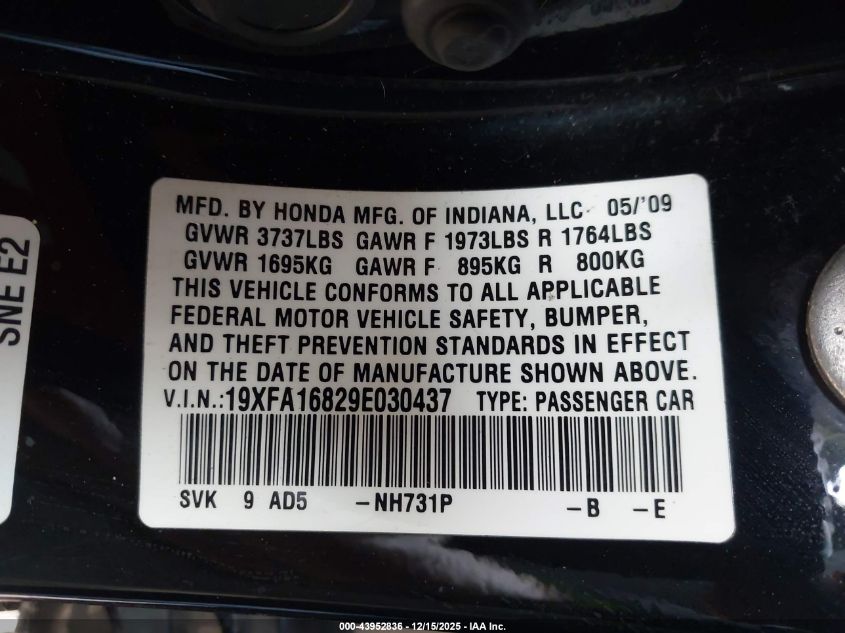 MFD. BY HONDA MFG. OF INDIANA, LLC 05/'09
GVWR 3737LBS GAWR F 1973LBS R 1764LBS
GVWR 1695KG GAWR F 895KG R 800KG
THIS VEHICLE CONFORMS TO ALL APPLICABLE
FEDERAL MOTOR VEHICLE SAFETY, BUMPER,
AND THEFT PREVENTION STANDARDS IN EFFECT
ON THE DATE OF MANUFACTURE SHOWN ABOVE.
V.I.N.:19XFA16829E030437 TYPE: PASSENGER CAR
SVK 9 AD5 -NH731P -B -E
SNE E2
000-43952836 - 12/15/2025 - IAA Inc.